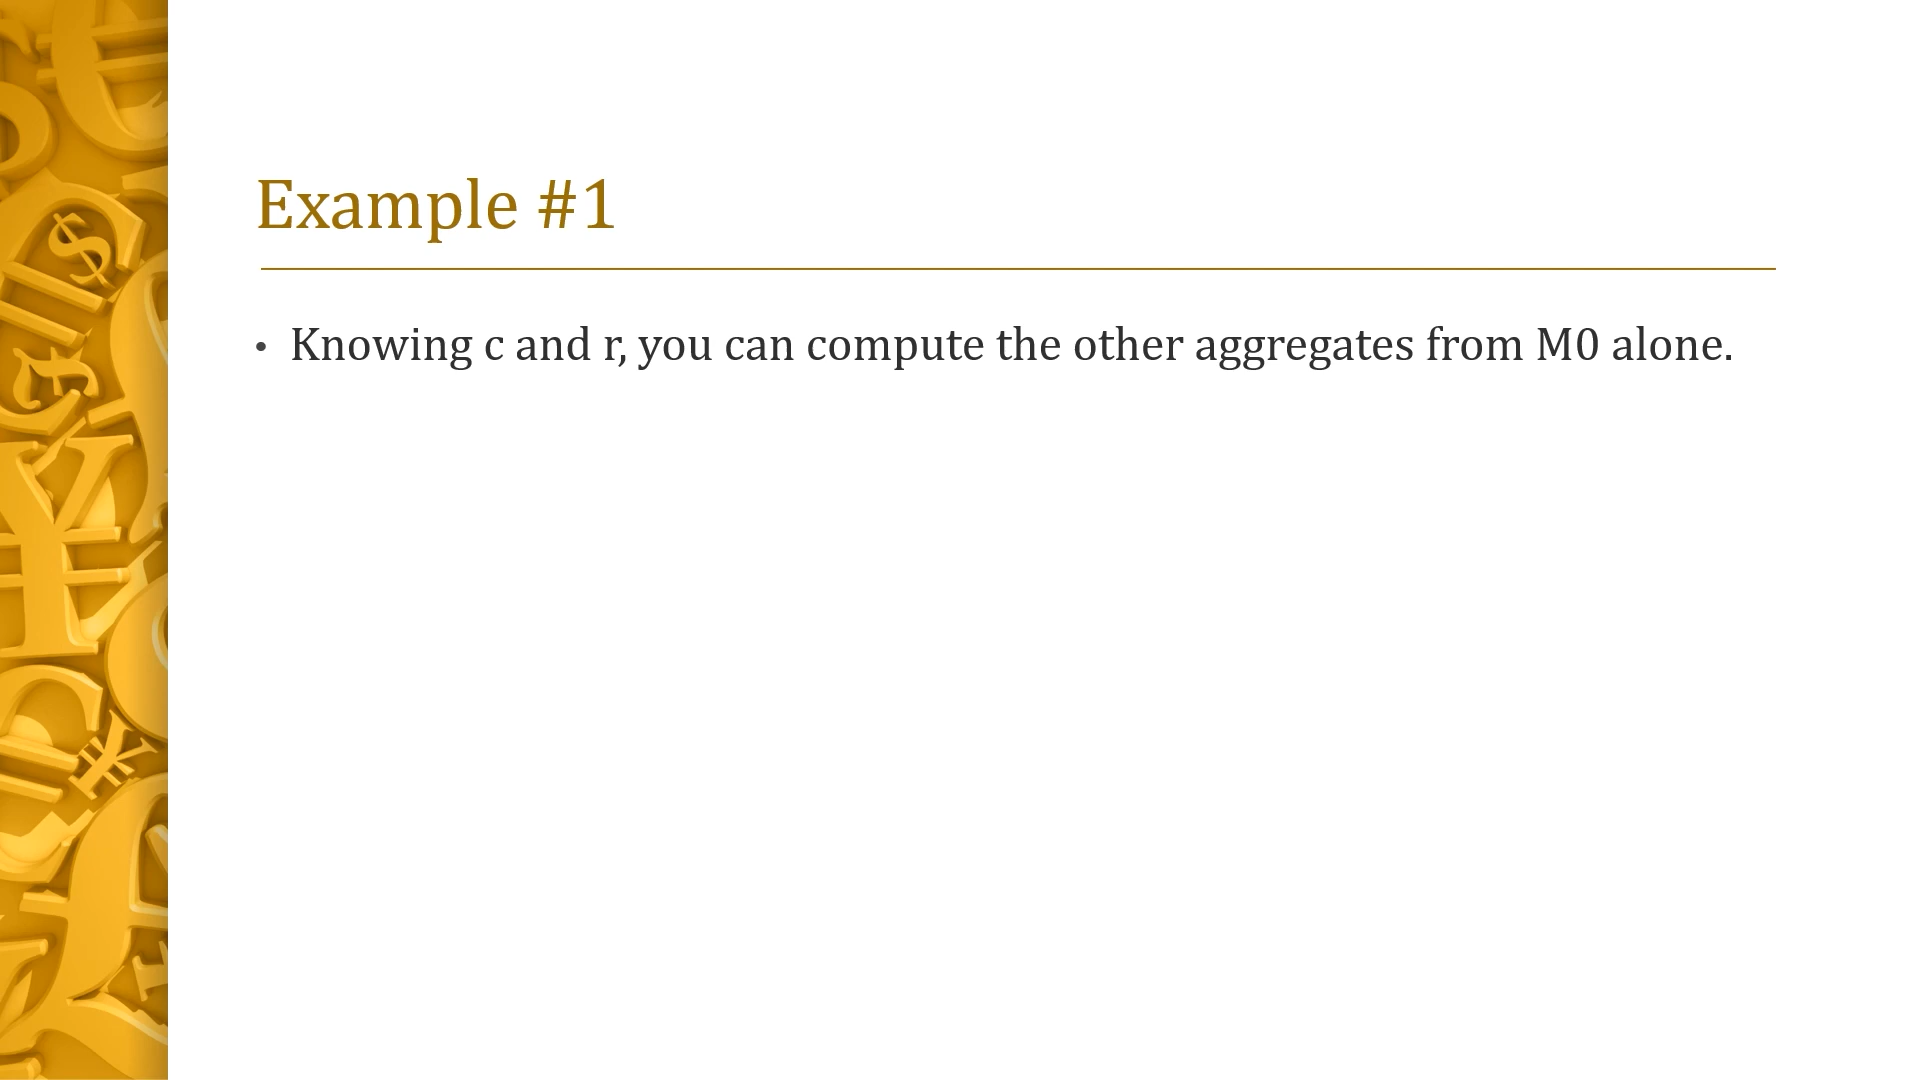 Example #1
• Knowing c and r, you can compute the other aggregates from M0 alone.